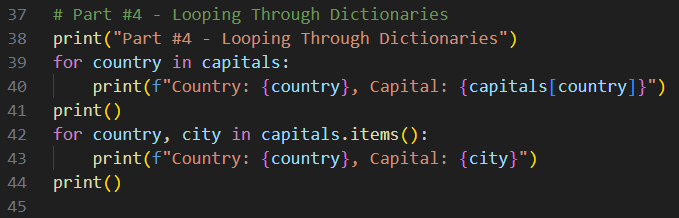 37 # Part #4 - Looping Through Dictionaries
38 print("Part #4 - Looping Through Dictionaries")
39 for country in capitals:
40     print(f"Country: {country}, Capital: {capitals[country]}")
41 print()
42 for country, city in capitals.items():
43     print(f"Country: {country}, Capital: {city}")
44 print()
45